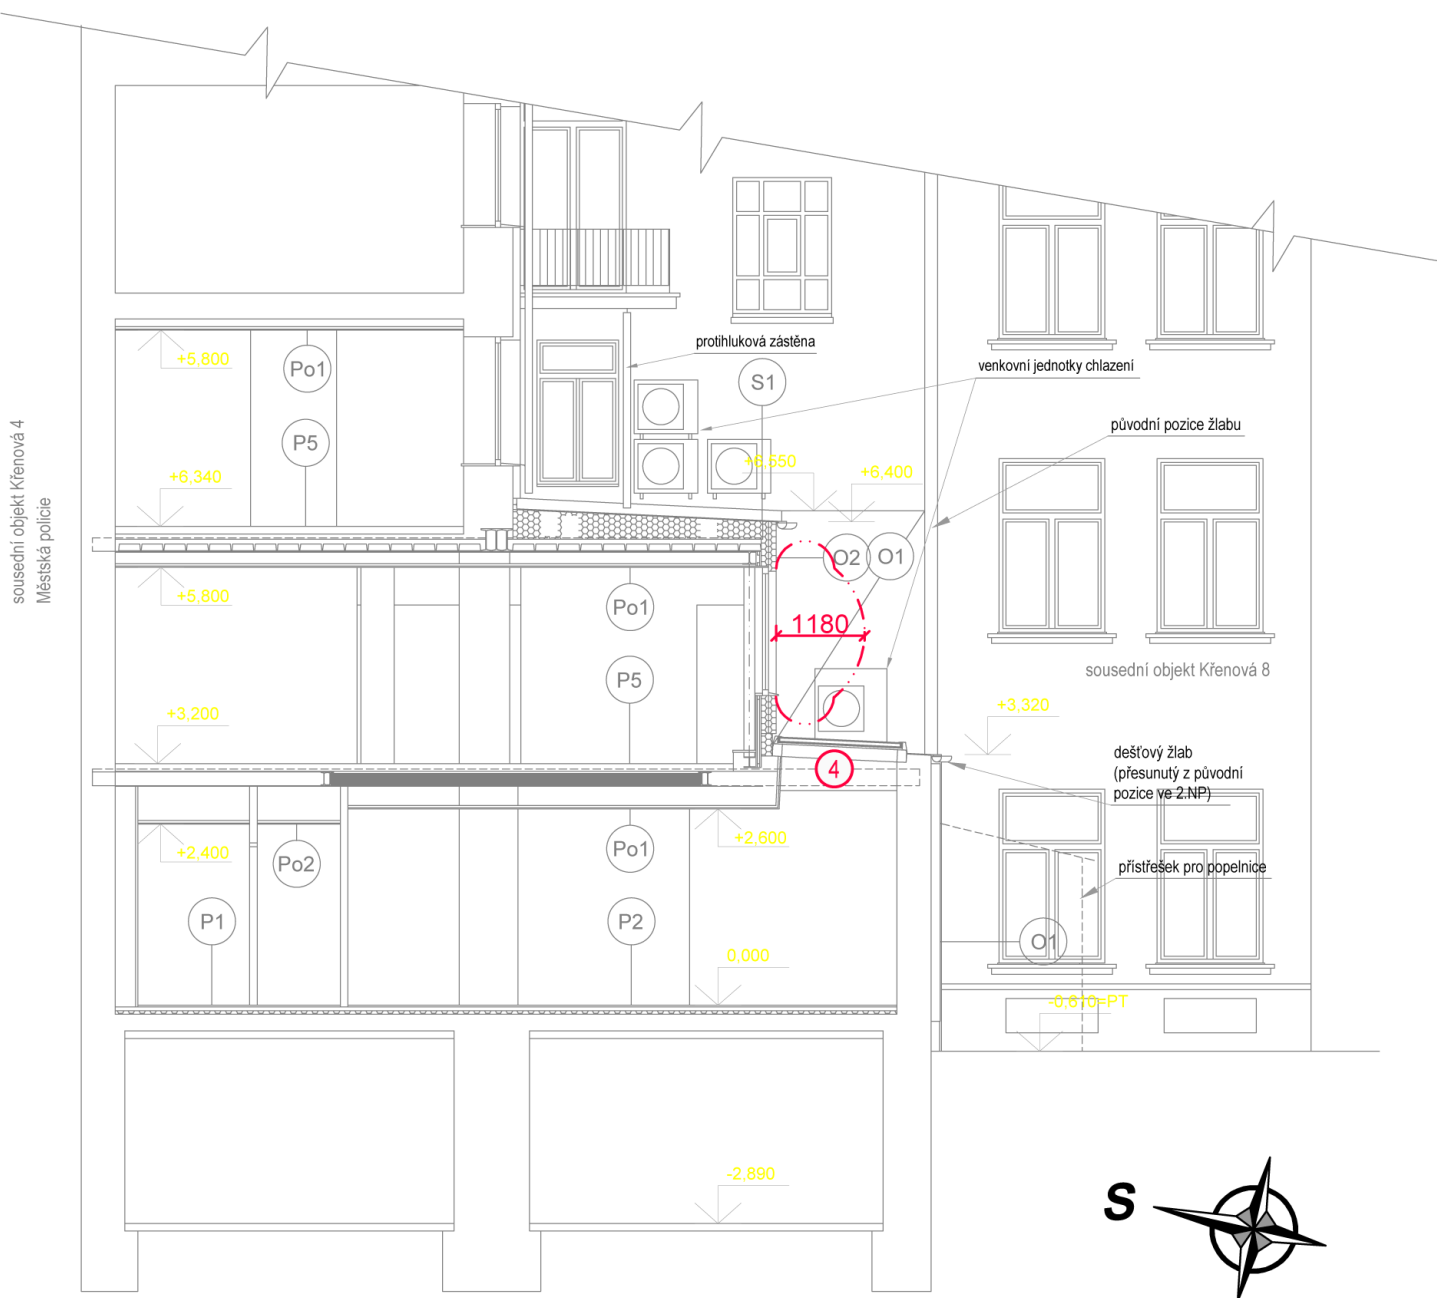 protihluková zástěna
+5,800
Po1
venkovní jednotky chlazení
S1
původní pozice žlabu
P5
+6,550
+6,400
+6,340
sousední objekt Křenová 4
Městská policie
O2
O1
+5,800
Po1
1180
P5
sousední objekt Křenová 8
+3,200
+3,320
dešťový žlab
(přesunutý z původní
pozice ve 2.NP)
4
+2,400
Po2
Po1
+2,600
přístřešek pro popelnice
P1
P2
O1
0,000
-0,610=PT
-2,890
S